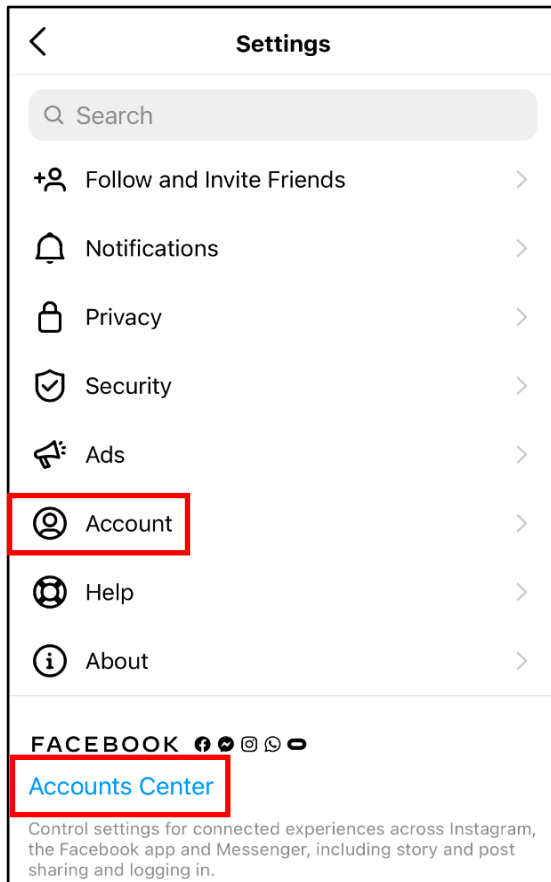 Settings
Search
Follow and Invite Friends
Notifications
Privacy
Security
Ads
Account
Help
About
FACEBOOK
Accounts Center
Control settings for connected experiences across Instagram,
the Facebook app and Messenger, including story and post
sharing and logging in.